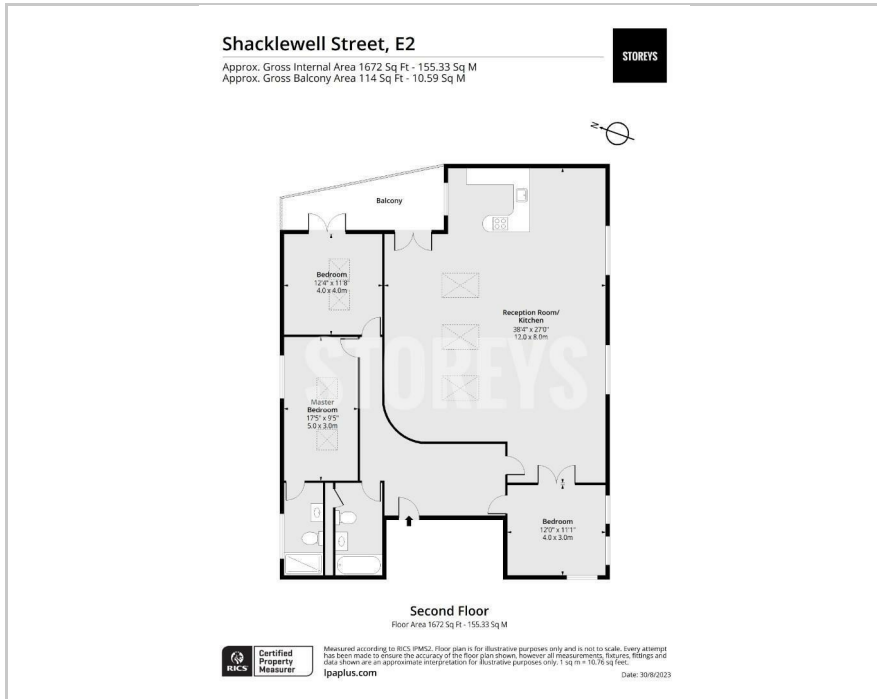 Shacklewell Street, E2
Approx. Gross Internal Area 1672 Sq Ft - 155.33 Sq M
Approx. Gross Balcony Area 114 Sq Ft - 10.59 Sq M
STOREYS
N
Balcony
Bedroom
12'4" x 11'8"
4.0 x 4.0m
Reception Room/
Kitchen
38'4" x 27'0"
12.0 x 8.0m
STOREYS
Master
Bedroom
17'5" x 9'5"
5.0 x 3.0m
Bedroom
12'0" x 11'1"
4.0 x 3.0m
Second Floor
Floor Area 1672 Sq Ft - 155.33 Sq M
RICS
Certified
Property
Measurer
Measured according to RICS IPMS2. Floor plan is for illustrative purposes only and is not to scale. Every attempt
has been made to ensure the accuracy of the floor plan shown, however all measurements, fixtures, fittings and
data shown are an approximate interpretation for illustrative purposes only. 1 sq m = 10.76 sq feet.
lpaplus.com
Date: 30/8/2023